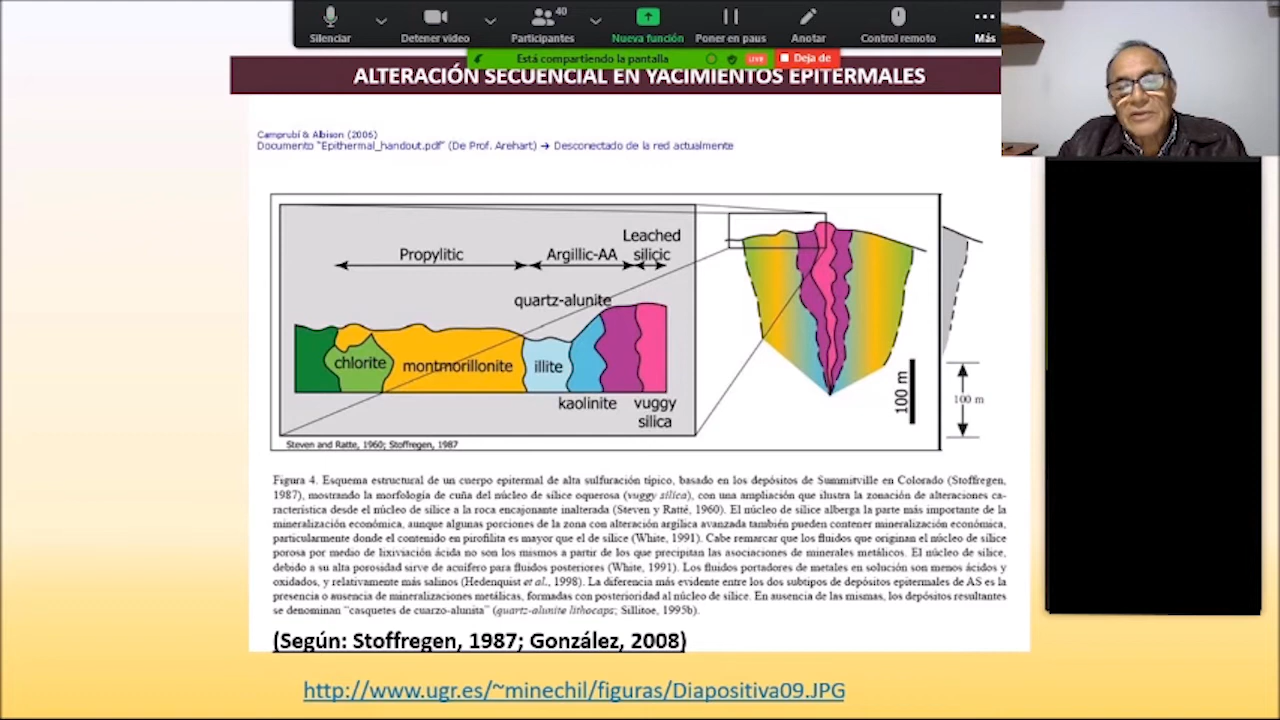 40
Silenciar
Detener video
Participantes
Nueva función
Poner en paus
Anotar
Control remoto
Más
Está compartiendo la pantalla
LIVE
Deja de
ALTERACIÓN SECUENCIAL EN YACIMIENTOS EPITERMALES
Camprubí & Albison (2006)
Documento "Epithermal_handout.pdf" (De Prof. Arehart) → Desconectado de la red actualmente
Leached
Propylitic
Argillic-AA
silicic
quartz-alunite
chlorite
montmorillonite
illite
kaolinite
vuggy
silica
100 m
100 m
Steven and Ratte, 1960; Stoffregen, 1987
Figura 4. Esquema estructural de un cuerpo epitermal de alta sulfuración típico, basado en los depósitos de Summitville en Colorado (Stoffregen,
1987), mostrando la morfología de cuña del núcleo de sílice oquerosa (vuggy silica), con una ampliación que ilustra la zonación de alteraciones ca-
racterística desde el núcleo de sílice a la roca encajonante inalterada (Steven y Ratté, 1960). El núcleo de sílice alberga la parte más importante de la
mineralización económica, aunque algunas porciones de la zona con alteración argílica avanzada también pueden contener mineralización económica,
particularmente donde el contenido en pirofilita es mayor que el de sílice (White, 1991). Cabe remarcar que los fluidos que originan el núcleo de sílice
porosa por medio de lixiviación ácida no son los mismos a partir de los que precipitan las asociaciones de minerales metálicos. El núcleo de sílice,
debido a su alta porosidad sirve de acuífero para fluidos posteriores (White, 1991). Los fluidos portadores de metales en solución son menos ácidos y
oxidados, y relativamente más salinos (Hedenquist et al., 1998). La diferencia más evidente entre los dos subtipos de depósitos epitermales de AS es la
presencia o ausencia de mineralizaciones metálicas, formadas con posterioridad al núcleo de sílice. En ausencia de las mismas, los depósitos resultantes
se denominan "casquetes de cuarzo-alunita" (quartz-alunite lithocaps; Sillitoe, 1995b).
(Según: Stoffregen, 1987; González, 2008)
http://www.ugr.es/~minechil/figuras/Diapositiva09.JPG